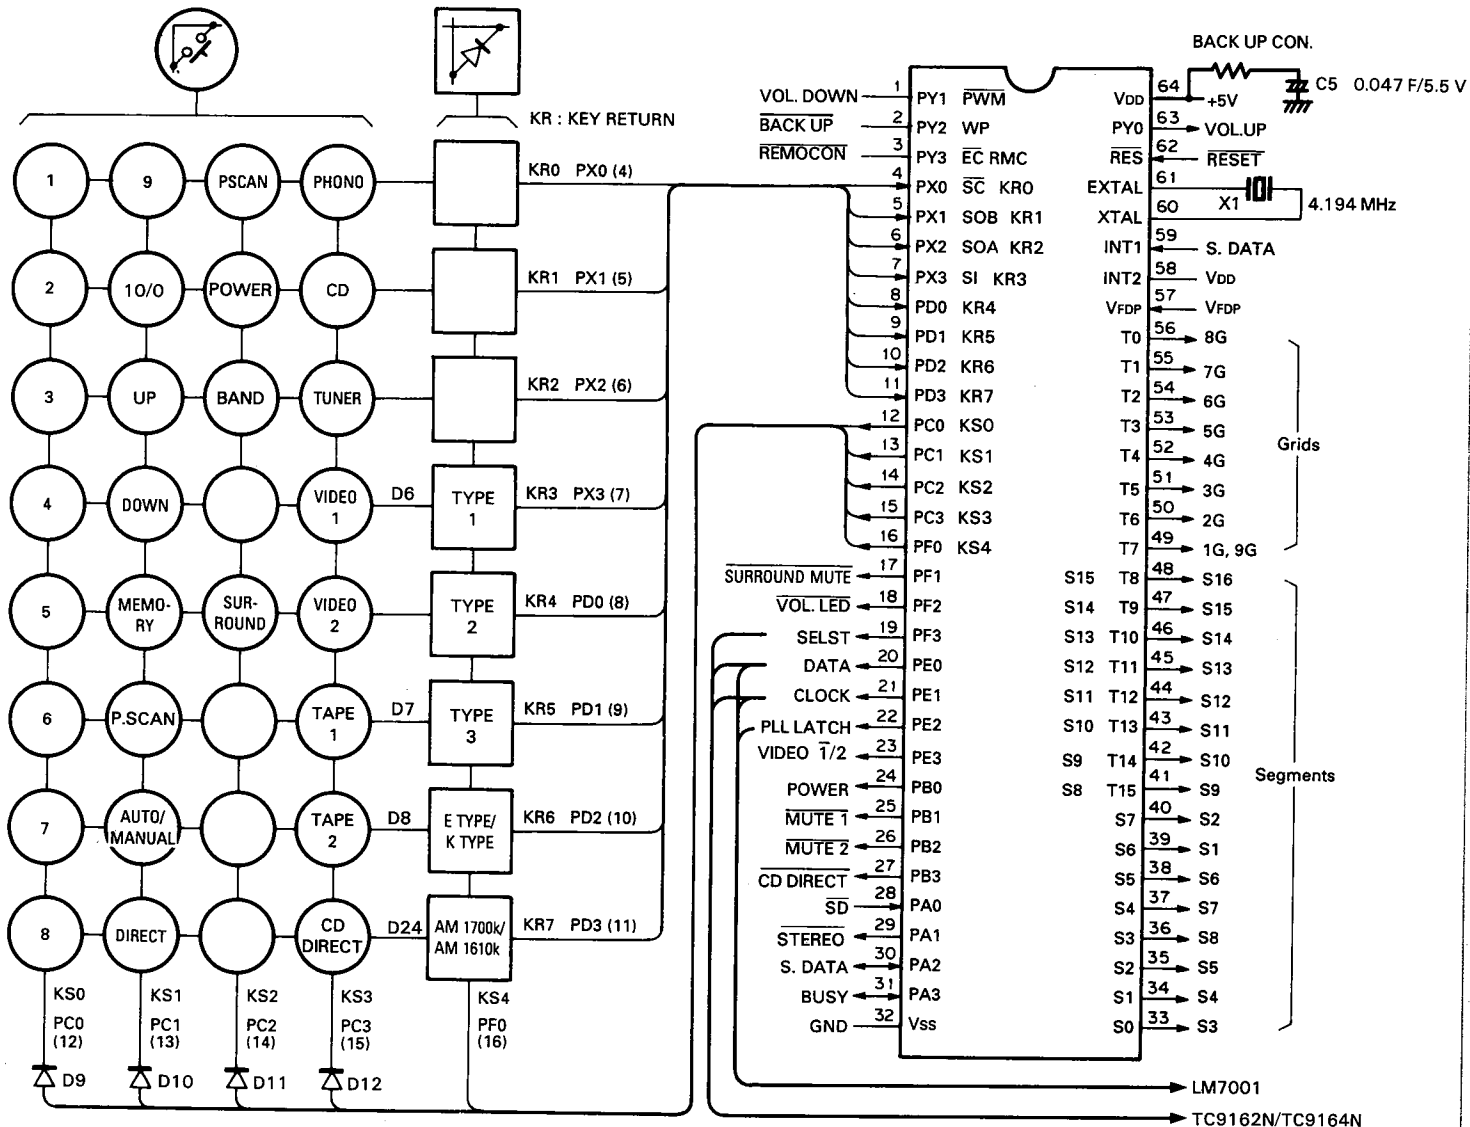 BACK UP CON.
C5 0.047 F/5.5 V
+5V
KR : KEY RETURN
1 9 PSCAN PHONO KR0 PX0 (4)
2 10/0 POWER CD KR1 PX1 (5)
3 UP BAND TUNER KR2 PX2 (6)
4 DOWN VIDEO 1 D6 TYPE 1 KR3 PX3 (7)
5 MEMO-RY SUR-ROUND VIDEO 2 TYPE 2 KR4 PD0 (8)
6 P.SCAN TAPE 1 D7 TYPE 3 KR5 PD1 (9)
7 AUTO/MANUAL TAPE 2 D8 E TYPE/K TYPE KR6 PD2 (10)
8 DIRECT CD DIRECT D24 AM 1700k/AM 1610k KR7 PD3 (11)
KS0 KS1 KS2 KS3 KS4
PC0 PC1 PC2 PC3 PF0
(12) (13) (14) (15) (16)
D9 D10 D11 D12
VOL. DOWN 1 PY1 PWM
BACK UP 2 PY2 WP
REMOCON 3 PY3 EC RMC
4 PX0 SC KR0
5 PX1 SOB KR1
6 PX2 SOA KR2
7 PX3 SI KR3
8 PD0 KR4
9 PD1 KR5
10 PD2 KR6
11 PD3 KR7
12 PC0 KS0
13 PC1 KS1
14 PC2 KS2
15 PC3 KS3
16 PF0 KS4
SURROUND MUTE 17 PF1
VOL. LED 18 PF2
SELST 19 PF3
DATA 20 PE0
CLOCK 21 PE1
PLL LATCH 22 PE2
VIDEO 1/2 23 PE3
POWER 24 PB0
MUTE 1 25 PB1
MUTE 2 26 PB2
CD DIRECT 27 PB3
SD 28 PA0
STEREO 29 PA1
S. DATA 30 PA2
BUSY 31 PA3
GND 32 Vss
VDD 64
PY0 63 VOL.UP
RES 62 RESET
EXTAL 61
X1 4.194 MHz
XTAL 60
INT1 59 S. DATA
INT2 58 VDD
VFDP 57 VFDP
T0 56 8G
T1 55 7G
T2 54 6G
T3 53 5G
T4 52 4G
T5 51 3G
T6 50 2G
T7 49 1G, 9G
Grids
S15 T8 48 S16
S14 T9 47 S15
S13 T10 46 S14
S12 T11 45 S13
S11 T12 44 S12
S10 T13 43 S11
S9 T14 42 S10
S8 T15 41 S9
S7 40 S2
S6 39 S1
S5 38 S6
S4 37 S7
S3 36 S8
S2 35 S5
S1 34 S4
S0 33 S3
Segments
LM7001
TC9162N/TC9164N